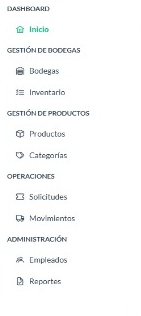 DASHBOARD
Inicio
GESTIÓN DE BODEGAS
Bodegas
Inventario
GESTIÓN DE PRODUCTOS
Productos
Categorías
OPERACIONES
Solicitudes
Movimientos
ADMINISTRACIÓN
Empleados
Reportes